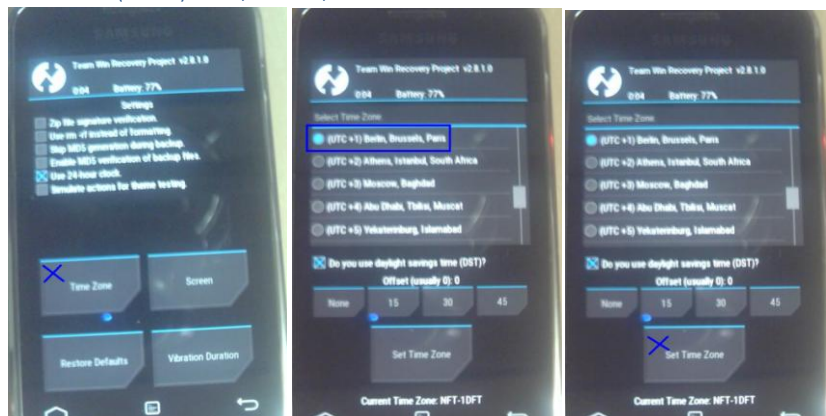 SAMSUNG
Team Win Recovery Project v2.8.1.0
0:04 Battery: 77%
Settings
Zip file signature verification.
Use rm -rf instead of formatting.
Skip MD5 generation during backup.
Enable MD5 verification of backup files.
Use 24-hour clock.
Simulate actions for theme testing.
Time Zone
Screen
Restore Defaults
Vibration Duration
SAMSUNG
Team Win Recovery Project v2.8.1.0
0:04 Battery: 77%
Select Time Zone
(UTC +1) Berlin, Brussels, Paris
(UTC +2) Athens, Istanbul, South Africa
(UTC +3) Moscow, Baghdad
(UTC +4) Abu Dhabi, Tbilisi, Muscat
(UTC +5) Yekaterinburg, Islamabad
Do you use daylight savings time (DST)?
Offset (usually 0): 0
None 15 30 45
Set Time Zone
Current Time Zone: NFT-1DFT
SAMSUNG
Team Win Recovery Project v2.8.1.0
0:04 Battery: 77%
Select Time Zone
(UTC +1) Berlin, Brussels, Paris
(UTC +2) Athens, Istanbul, South Africa
(UTC +3) Moscow, Baghdad
(UTC +4) Abu Dhabi, Tbilisi, Muscat
(UTC +5) Yekaterinburg, Islamabad
Do you use daylight savings time (DST)?
Offset (usually 0): 0
None 15 30 45
Set Time Zone
Current Time Zone: NFT-1DFT